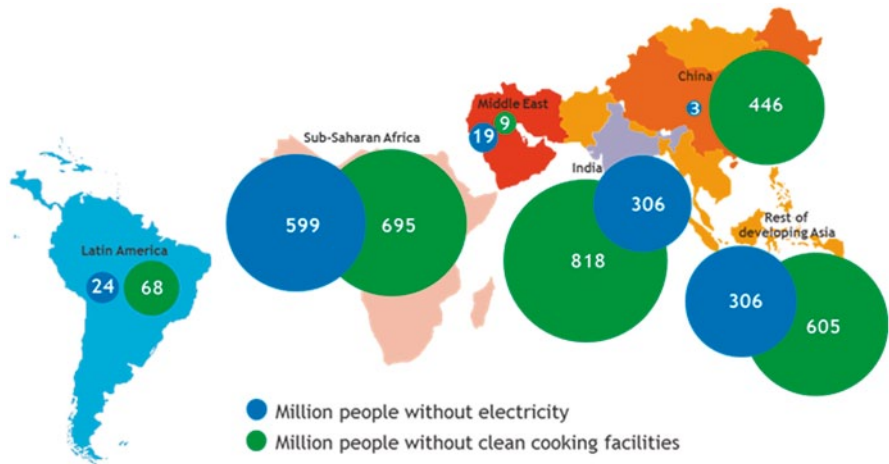 China
3
446
Middle East
19
9
Sub-Saharan Africa
599
695
India
306
818
Rest of
developing Asia
306
605
Latin America
24
68
Million people without electricity
Million people without clean cooking facilities